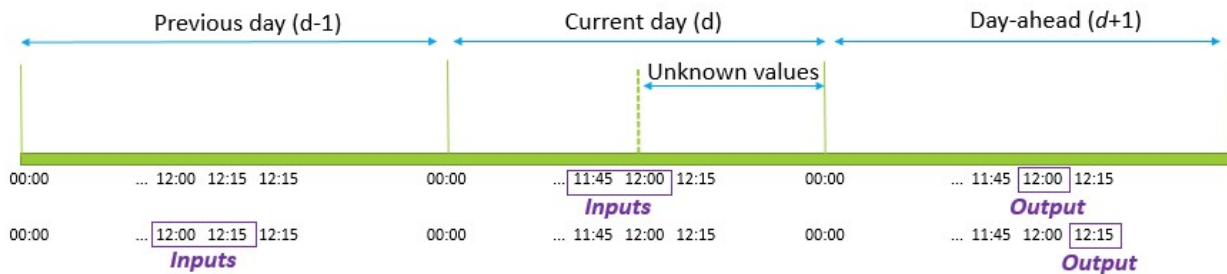 Previous day (d-1) Current day (d) Day-ahead (d+1)
Unknown values
00:00 ... 12:00 12:15 12:15 00:00 ... 11:45 12:00 12:15 00:00 ... 11:45 12:00 12:15
Inputs Output
00:00 ... 12:00 12:15 12:15 00:00 ... 11:45 12:00 12:15 00:00 ... 11:45 12:00 12:15
Inputs Output